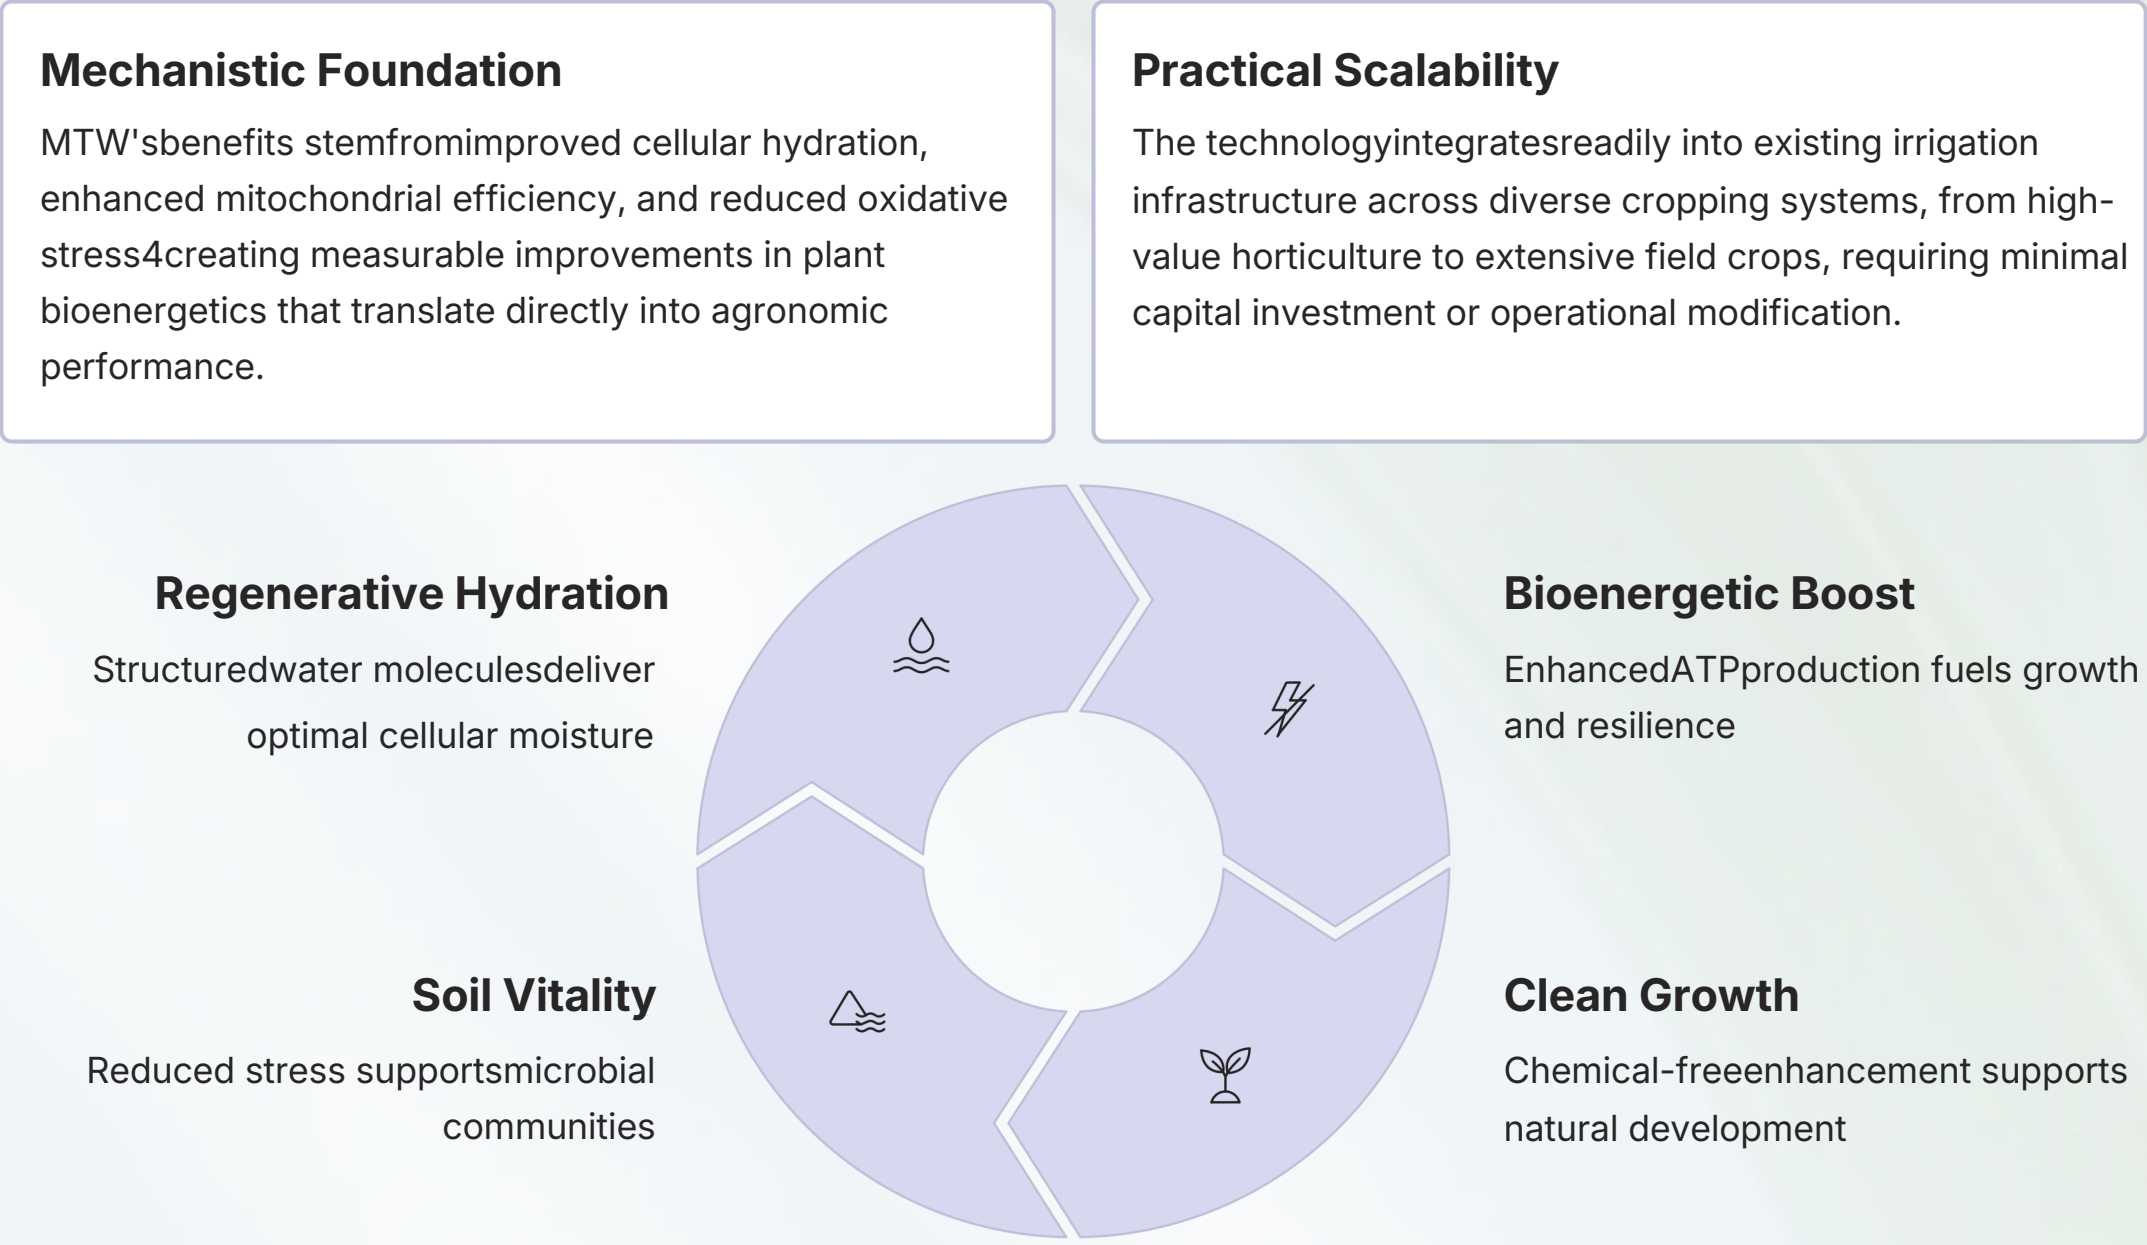 Mechanistic Foundation
MTW'sbenefits stemfromimproved cellular hydration,
enhanced mitochondrial efficiency, and reduced oxidative
stress4creating measurable improvements in plant
bioenergetics that translate directly into agronomic
performance.
Practical Scalability
The technologyintegratesreadily into existing irrigation
infrastructure across diverse cropping systems, from high-
value horticulture to extensive field crops, requiring minimal
capital investment or operational modification.
Regenerative Hydration
Structuredwater moleculesdeliver
optimal cellular moisture
Bioenergetic Boost
EnhancedATPproduction fuels growth
and resilience
Soil Vitality
Reduced stress supportsmicrobial
communities
Clean Growth
Chemical-freeenhancement supports
natural development